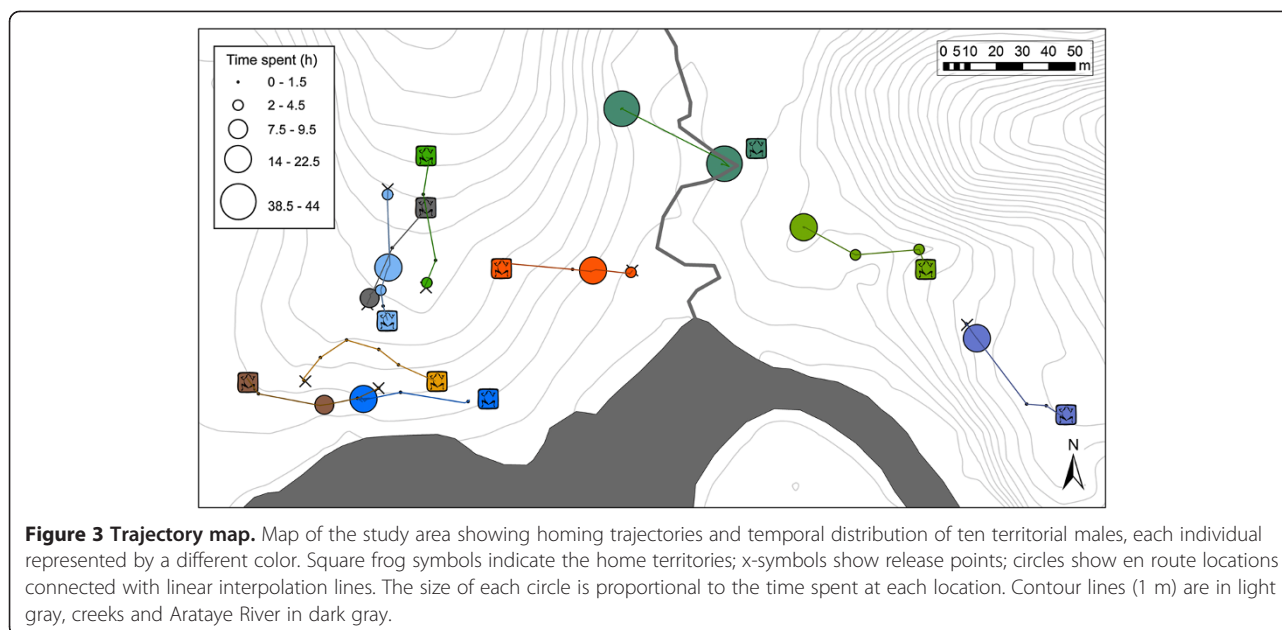 Time spent (h)
0 - 1.5
2 - 4.5
7.5 - 9.5
14 - 22.5
38.5 - 44
0 5 10 20 30 40 50
m
N
Figure 3 Trajectory map. Map of the study area showing homing trajectories and temporal distribution of ten territorial males, each individual
represented by a different color. Square frog symbols indicate the home territories; x-symbols show release points; circles show en route locations
connected with linear interpolation lines. The size of each circle is proportional to the time spent at each location. Contour lines (1 m) are in light
gray, creeks and Arataye River in dark gray.